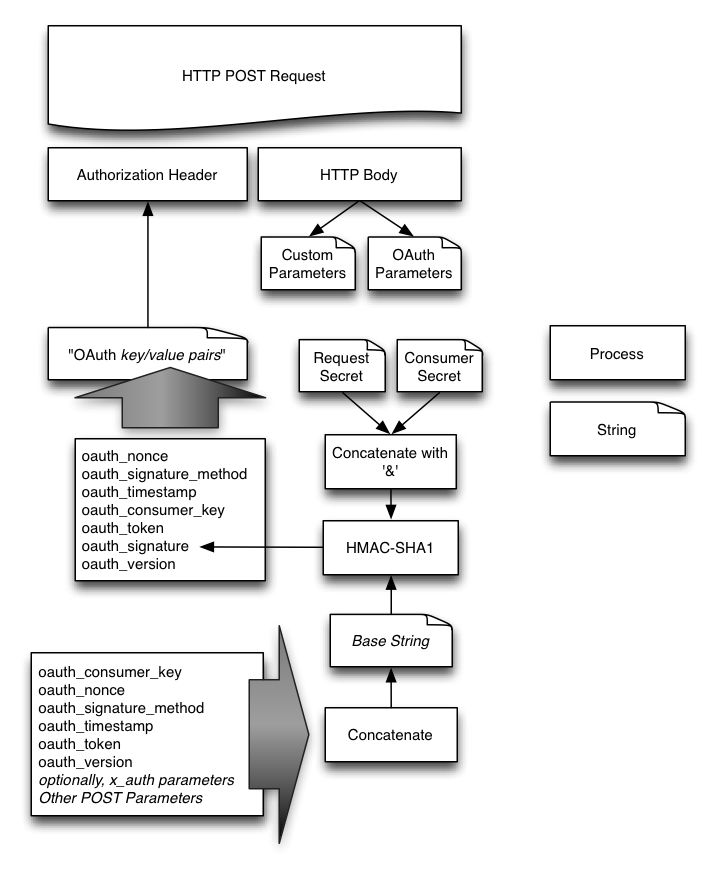 HTTP POST Request
Authorization Header
HTTP Body
Custom
Parameters
OAuth
Parameters
"OAuth key/value pairs"
Request
Secret
Consumer
Secret
Process
String
Concatenate with
'&'
oauth_nonce
oauth_signature_method
oauth_timestamp
oauth_consumer_key
oauth_token
oauth_signature
oauth_version
HMAC-SHA1
Base String
Concatenate
oauth_consumer_key
oauth_nonce
oauth_signature_method
oauth_timestamp
oauth_token
oauth_version
optionally, x_auth parameters
Other POST Parameters